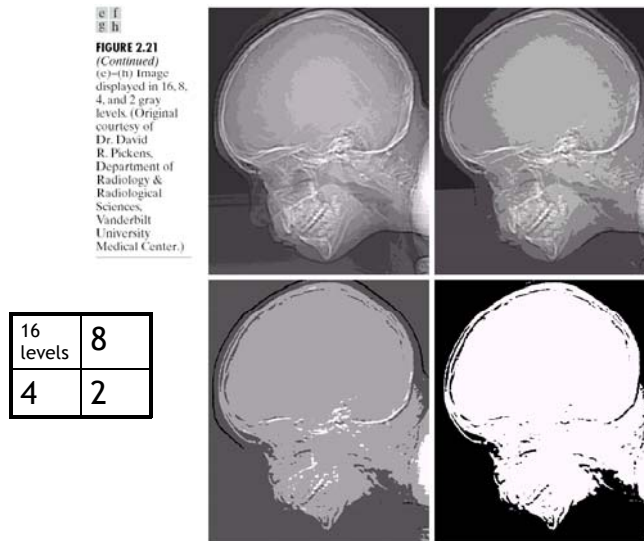 e f
g h
FIGURE 2.21
(Continued)
(e)–(h) Image
displayed in 16, 8,
4, and 2 gray
levels. (Original
courtesy of
Dr. David
R. Pickens,
Department of
Radiology &
Radiological
Sciences,
Vanderbilt
University
Medical Center.)
16 8
levels
4 2